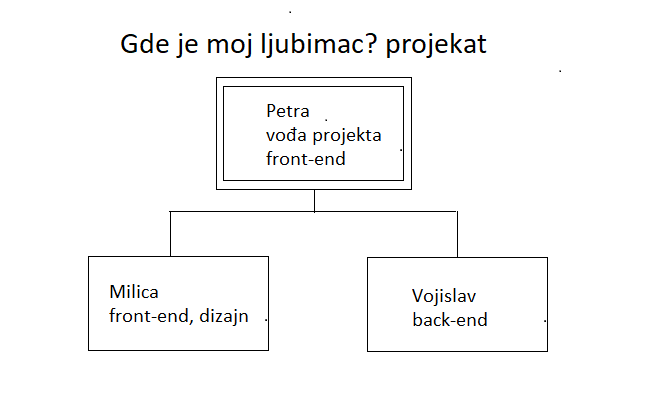 Gde je moj ljubimac? projekat
Petra
vođa projekta
front-end
Milica
front-end, dizajn
Vojislav
back-end